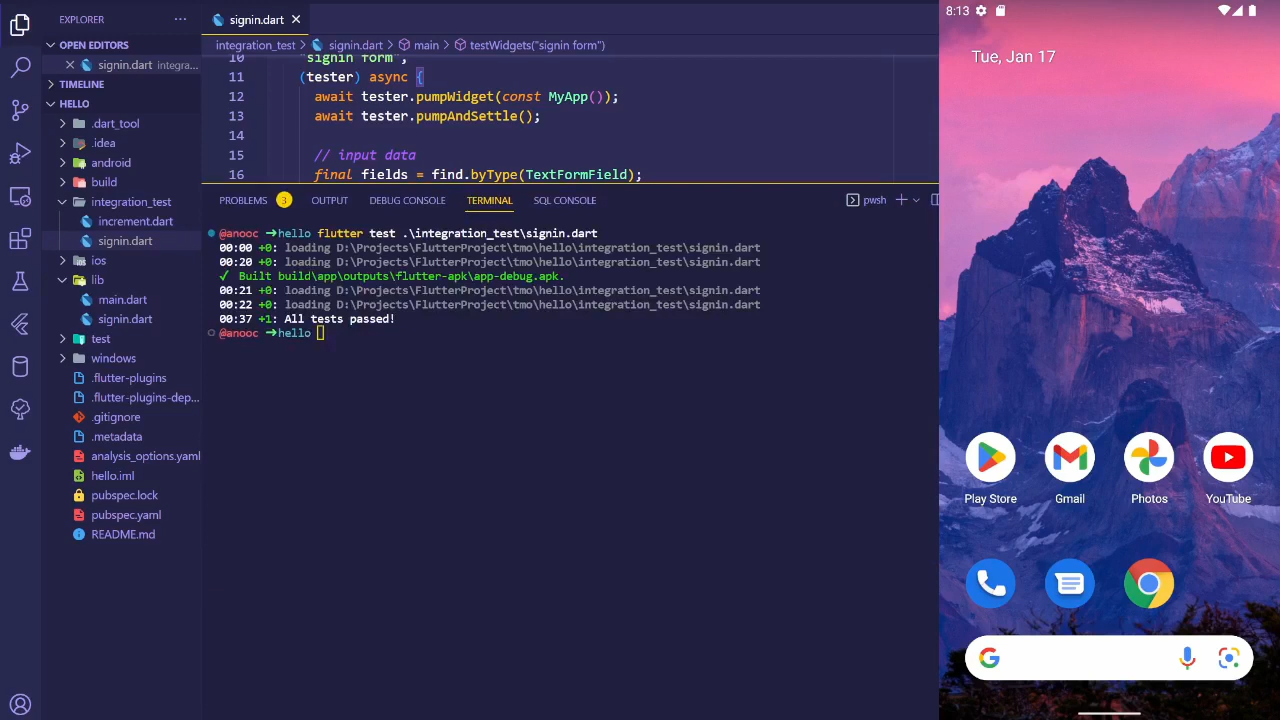 EXPLORER
OPEN EDITORS
signin.dart integra...
TIMELINE
HELLO
.dart_tool
.idea
android
build
integration_test
increment.dart
signin.dart
ios
lib
main.dart
signin.dart
test
windows
.flutter-plugins
.flutter-plugins-dep...
.gitignore
.metadata
analysis_options.yaml
hello.iml
pubspec.lock
pubspec.yaml
README.md
signin.dart
integration_test > signin.dart > main > testWidgets("signin form")
10 "signin form",
11 (tester) async {
12 await tester.pumpWidget(const MyApp());
13 await tester.pumpAndSettle();
14
15 // input data
16 final fields = find.byType(TextFormField);
PROBLEMS 3 OUTPUT DEBUG CONSOLE TERMINAL SQL CONSOLE pwsh
@anooc ➜hello flutter test .\integration_test\signin.dart
00:00 +0: loading D:\Projects\FlutterProject\tmo\hello\integration_test\signin.dart
00:20 +0: loading D:\Projects\FlutterProject\tmo\hello\integration_test\signin.dart
✓ Built build\app\outputs\flutter-apk\app-debug.apk.
00:21 +0: loading D:\Projects\FlutterProject\tmo\hello\integration_test\signin.dart
00:22 +0: loading D:\Projects\FlutterProject\tmo\hello\integration_test\signin.dart
00:37 +1: All tests passed!
@anooc ➜hello
8:13
Tue, Jan 17
Play Store Gmail Photos YouTube